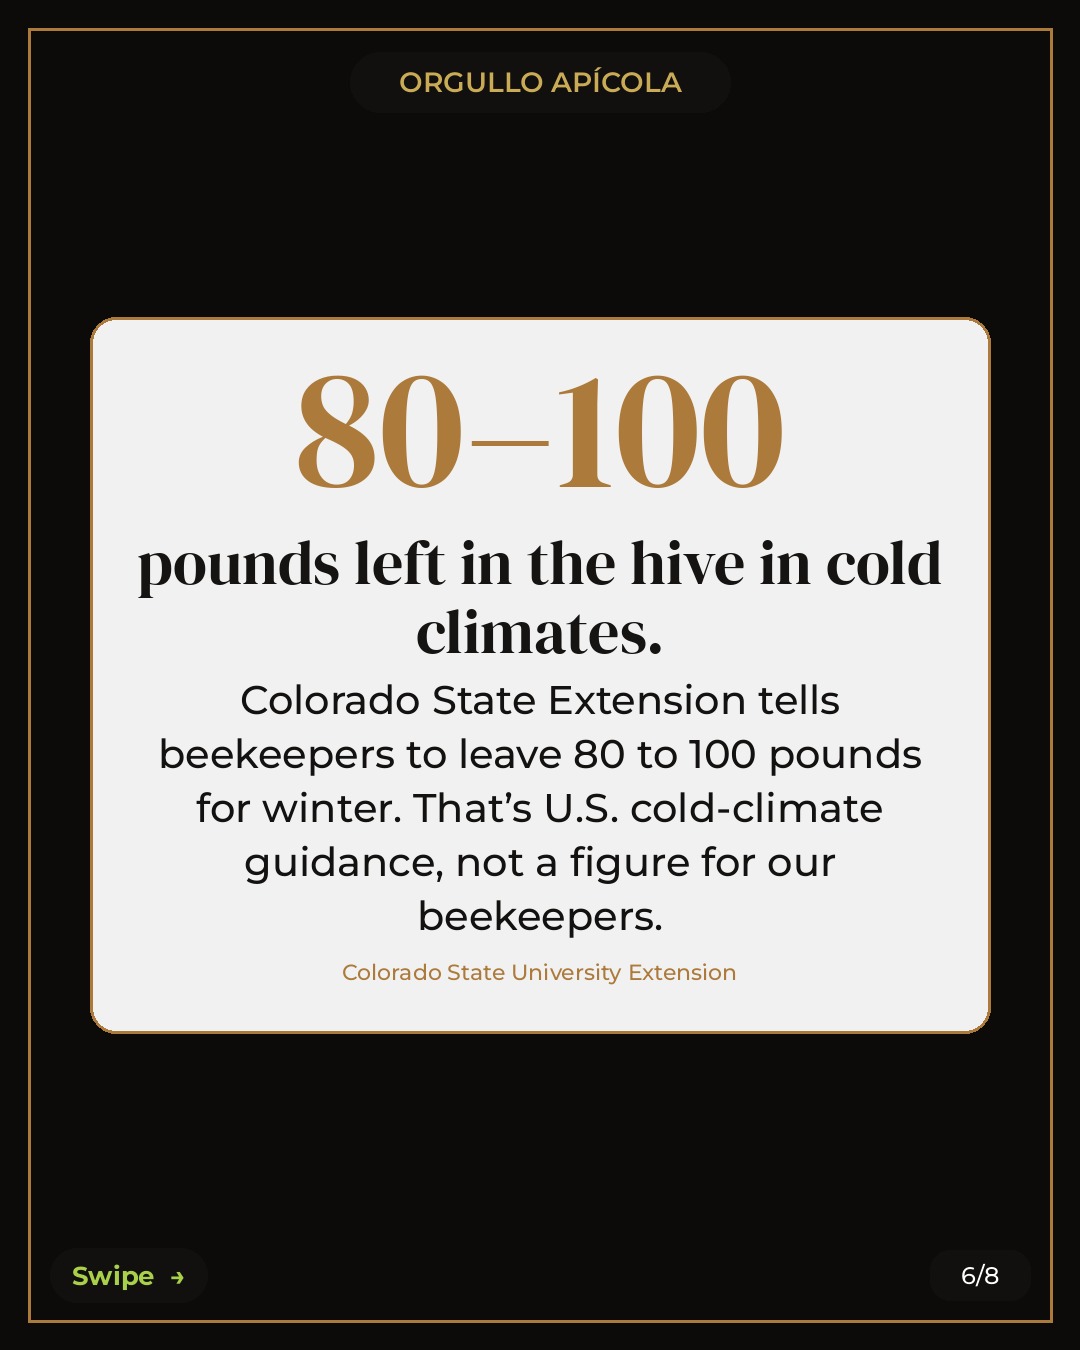 ORGULLO APÍCOLA
80–100
pounds left in the hive in cold
climates.
Colorado State Extension tells
beekeepers to leave 80 to 100 pounds
for winter. That’s U.S. cold-climate
guidance, not a figure for our
beekeepers.
Colorado State University Extension
Swipe →
6/8